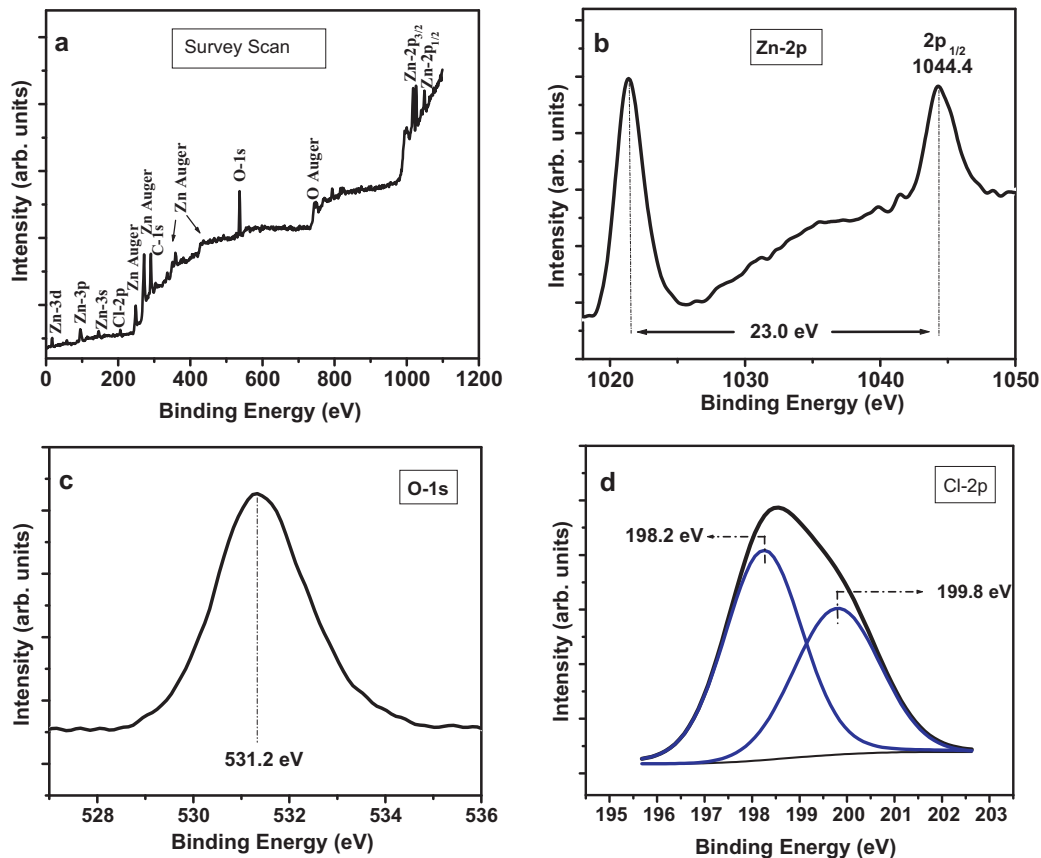 a
Survey Scan
Zn-3d
Zn-3p
Zn-3s
Cl-2p
Zn Auger
Zn Auger
C-1s
Zn Auger
O-1s
O Auger
Zn-2p3/2
Zn-2p1/2
Intensity (arb. units)
0 200 400 600 800 1000 1200
Binding Energy (eV)
b
Zn-2p
2p 1/2
1044.4
23.0 eV
Intensity (arb. units)
1020 1030 1040 1050
Binding Energy (eV)
c
O-1s
531.2 eV
Intensity (arb. units)
528 530 532 534 536
Binding Energy (eV)
d
Cl-2p
198.2 eV
199.8 eV
Intensity (arb. units)
195 196 197 198 199 200 201 202 203
Binding Energy (eV)